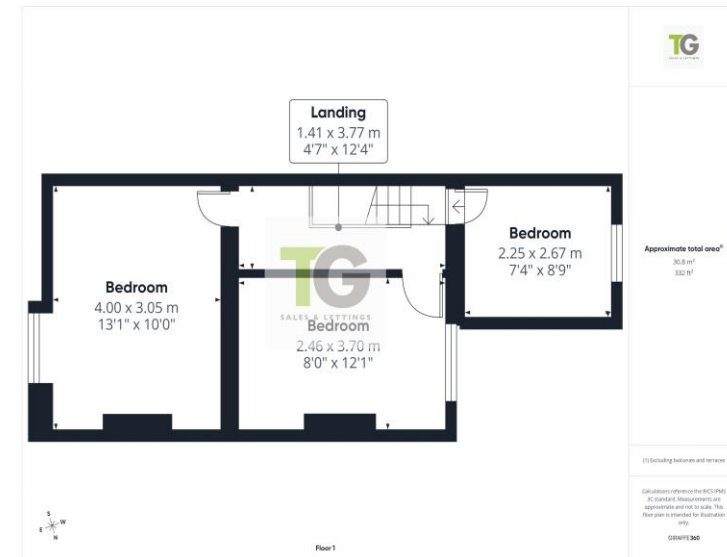 Landing
1.41 x 3.77 m
4'7" x 12'4"
Bedroom
4.00 x 3.05 m
13'1" x 10'0"
Bedroom
2.25 x 2.67 m
7'4" x 8'9"
TG
SALES & LETTINGS
Bedroom
2.46 x 3.70 m
8'0" x 12'1"
S
E W
N
Floor 1
TG
SALES & LETTINGS
Approximate total area⁽¹⁾
30.8 m²
332 ft²
(1) Excluding balconies and terraces
Calculations reference the RICS IPMS
3C standard. Measurements are
approximate and not to scale. This
floor plan is intended for illustration
only.
GIRAFFE360